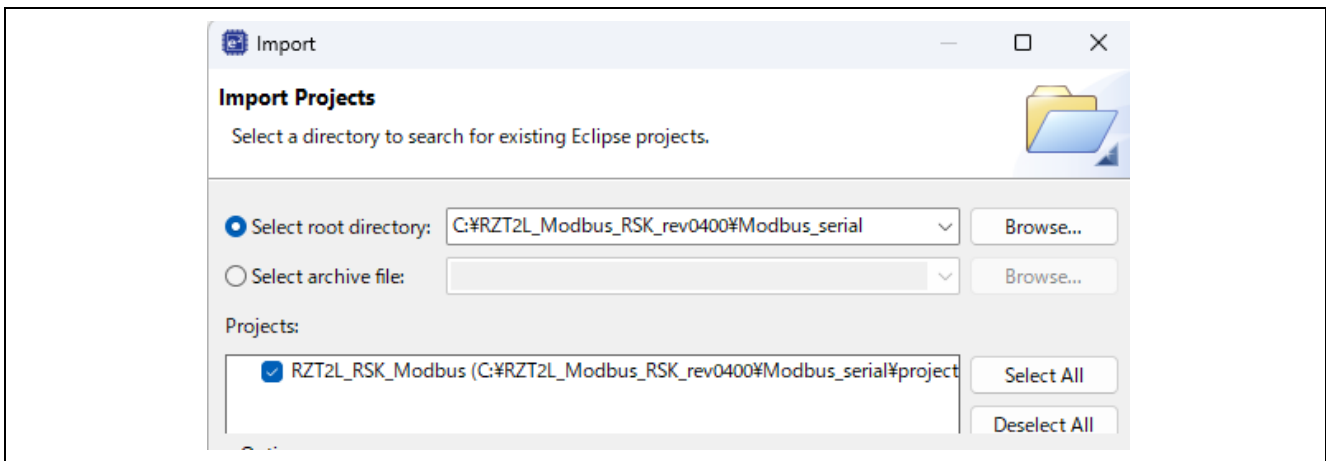 Import
Import Projects
Select a directory to search for existing Eclipse projects.
Select root directory: C:¥RZT2L_Modbus_RSK_rev0400¥Modbus_serial Browse...
Select archive file: Browse...
Projects:
RZT2L_RSK_Modbus (C:¥RZT2L_Modbus_RSK_rev0400¥Modbus_serial¥project Select All
Deselect All